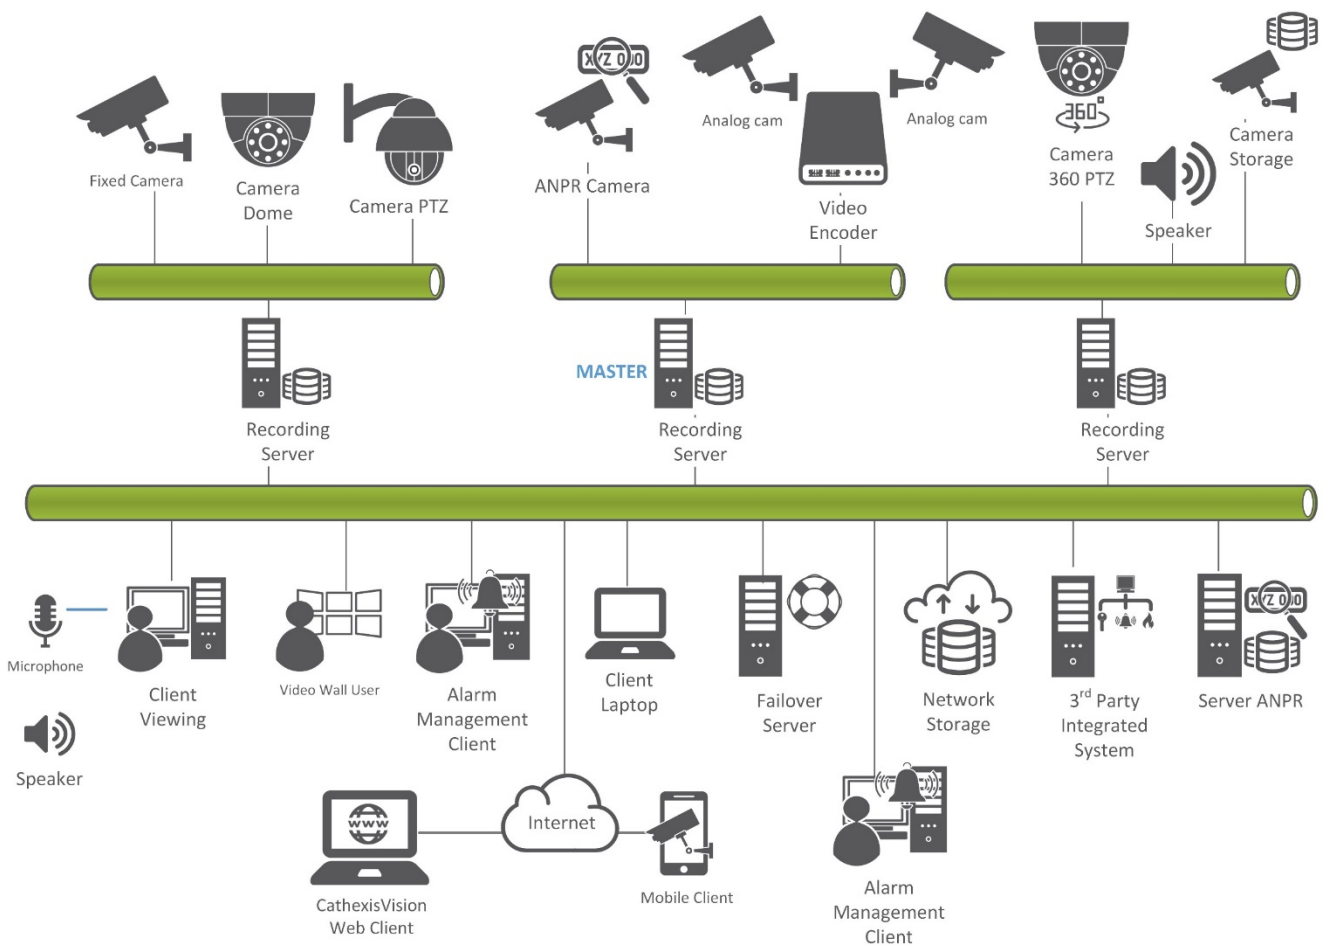 XYZ 000
Analog cam
Analog cam
360°
Fixed Camera
Camera
Dome
Camera PTZ
ANPR Camera
Video
Encoder
Camera
360 PTZ
Speaker
Camera
Storage
MASTER
Recording
Server
Recording
Server
Recording
Server
Microphone
Speaker
Client
Viewing
Video Wall User
Alarm
Management
Client
Client
Laptop
Failover
Server
Network
Storage
3rd Party
Integrated
System
XYZ 000
Server ANPR
www
CathexisVision
Web Client
Internet
Mobile Client
Alarm
Management
Client